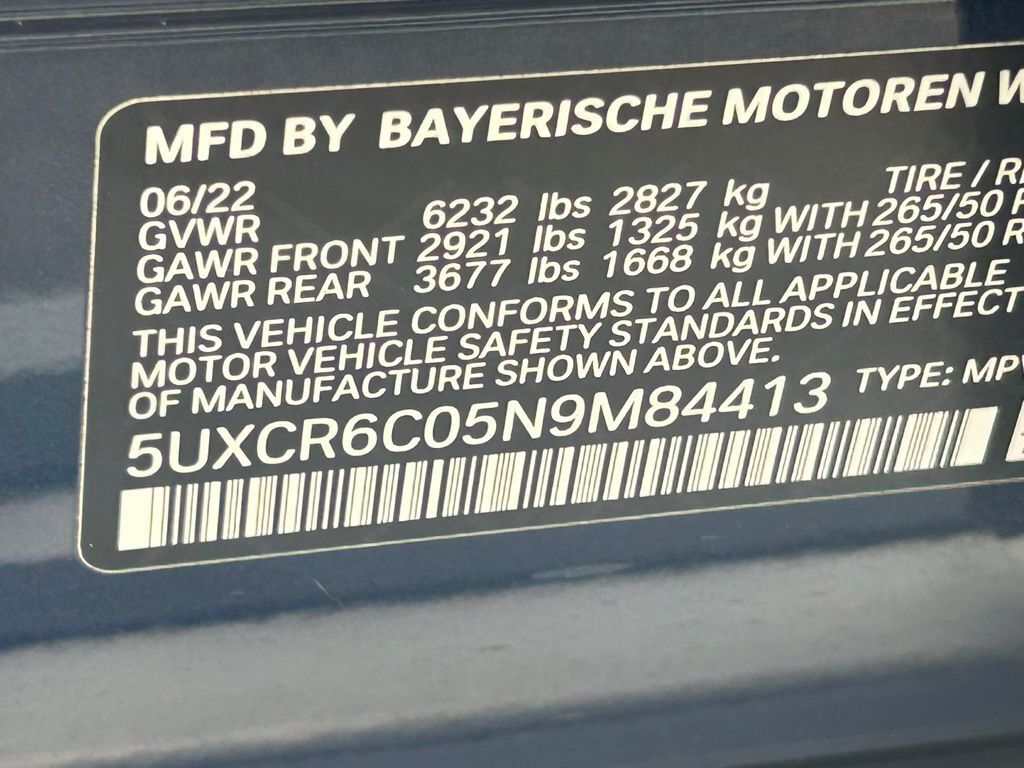 MFD BY BAYERISCHE MOTOREN
06/22 TIRE /
GVWR 6232 lbs 2827 kg
GAWR FRONT 2921 lbs 1325 kg WITH 265/50
GAWR REAR 3677 lbs 1668 kg WITH 265/50 R
THIS VEHICLE CONFORMS TO ALL APPLICABLE
MOTOR VEHICLE SAFETY STANDARDS IN EFFECT
OF MANUFACTURE SHOWN ABOVE.
5UXCR6C05N9M84413 TYPE: MPV